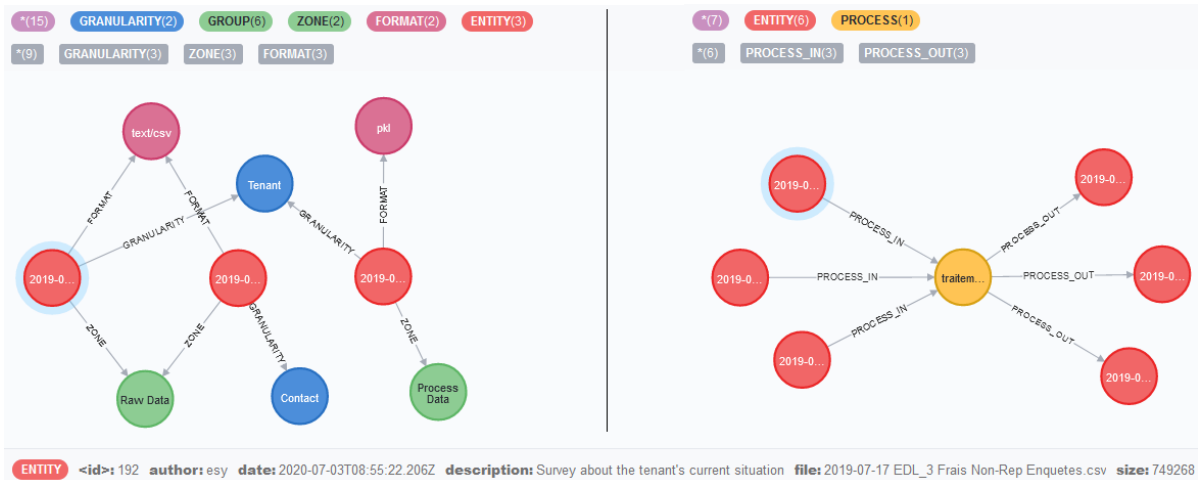 *(15) GRANULARITY(2) GROUP(6) ZONE(2) FORMAT(2) ENTITY(3)
*(9) GRANULARITY(3) ZONE(3) FORMAT(3)
text/csv
pkl
Tenant
FORMAT
FORMAT
FORMAT
GRANULARITY
GRANULARITY
2019-0...
2019-0...
2019-0...
ZONE
ZONE
GRANULARITY
ZONE
Raw Data
Contact
Process
Data
*(7) ENTITY(6) PROCESS(1)
*(6) PROCESS_IN(3) PROCESS_OUT(3)
2019-0...
2019-0...
PROCESS_IN
PROCESS_OUT
2019-0...
PROCESS_IN
traitem...
PROCESS_OUT
2019-0...
PROCESS_IN
PROCESS_OUT
2019-0...
2019-0...
ENTITY <id>: 192 author: esy date: 2020-07-03T08:55:22.206Z description: Survey about the tenant's current situation file: 2019-07-17 EDL_3 Frais Non-Rep Enquetes.csv size: 749268